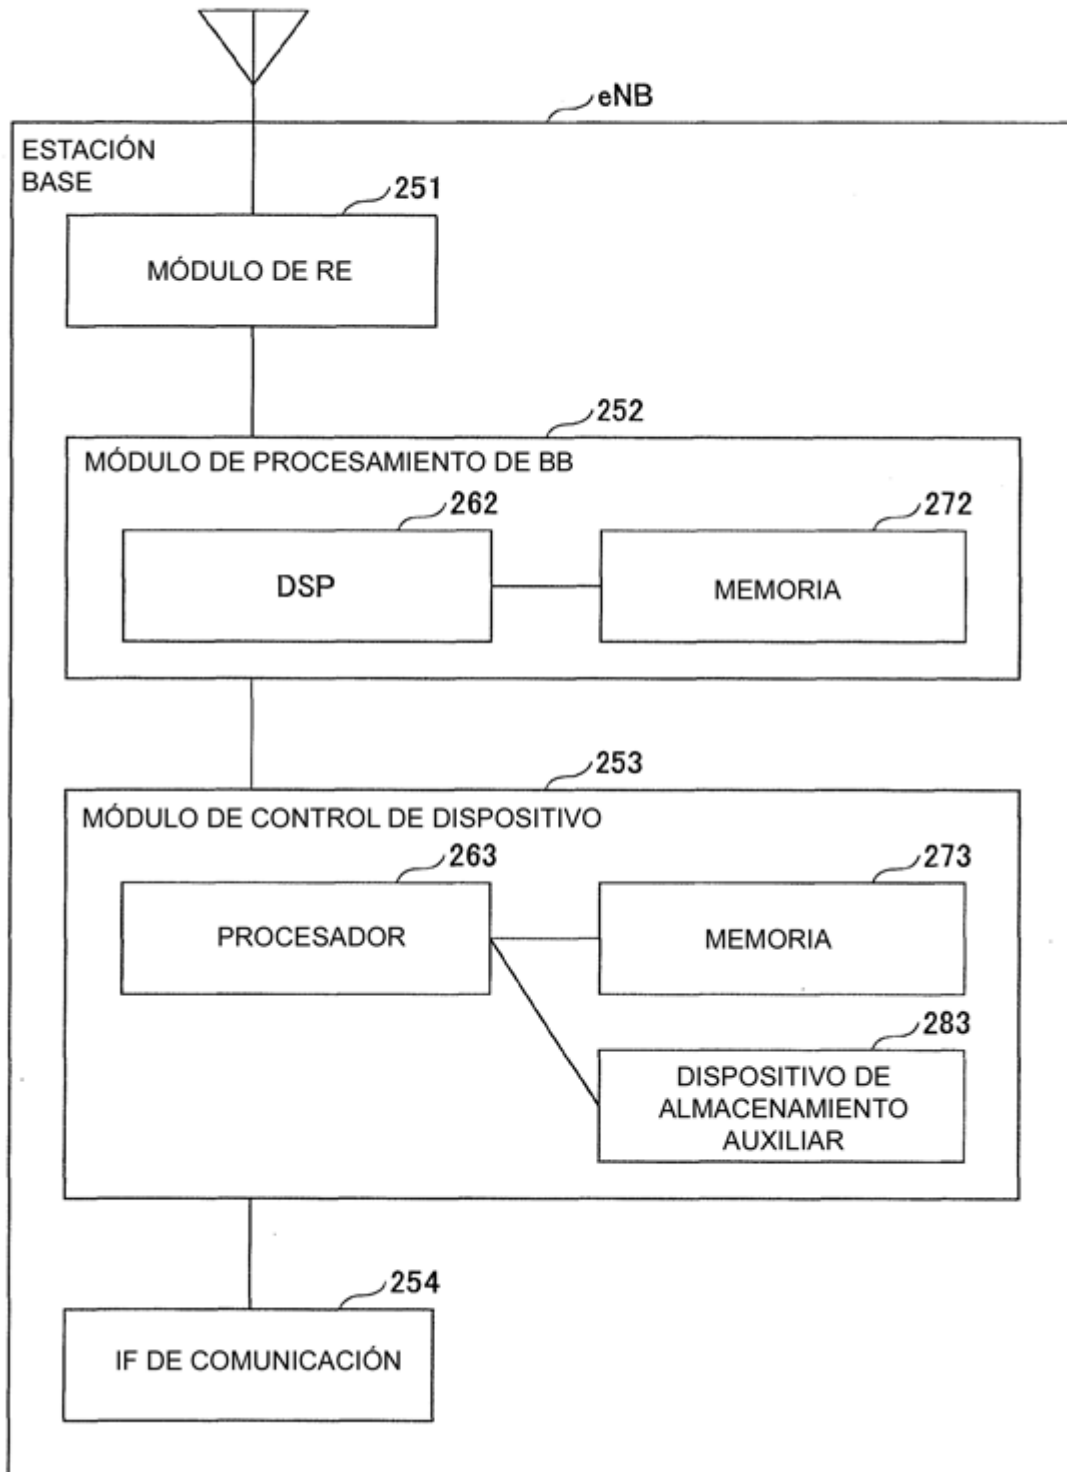 eNB
ESTACIÓN
BASE
251
MÓDULO DE RE
252
MÓDULO DE PROCESAMIENTO DE BB
262
272
DSP
MEMORIA
253
MÓDULO DE CONTROL DE DISPOSITIVO
263
273
PROCESADOR
MEMORIA
283
DISPOSITIVO DE
ALMACENAMIENTO
AUXILIAR
254
IF DE COMUNICACIÓN